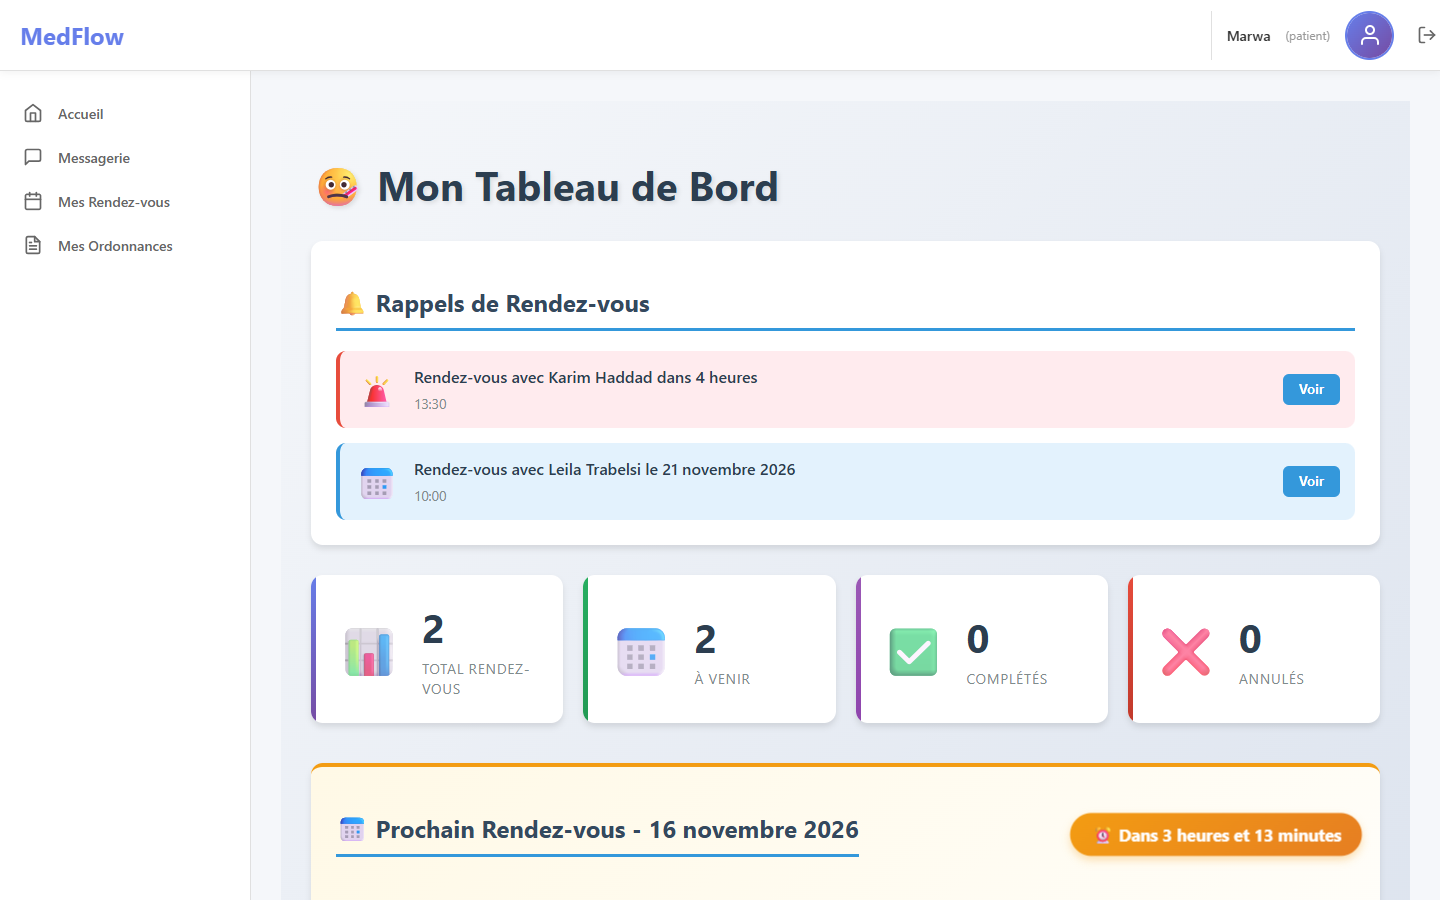 MedFlow
Marwa (patient)
Accueil
Messagerie
Mes Rendez-vous
Mes Ordonnances
Mon Tableau de Bord
Rappels de Rendez-vous
Rendez-vous avec Karim Haddad dans 4 heures
13:30
Voir
Rendez-vous avec Leila Trabelsi le 21 novembre 2026
10:00
Voir
2
TOTAL RENDEZ-
VOUS
2
À VENIR
0
COMPLÉTÉS
0
ANNULÉS
Prochain Rendez-vous - 16 novembre 2026
Dans 3 heures et 13 minutes